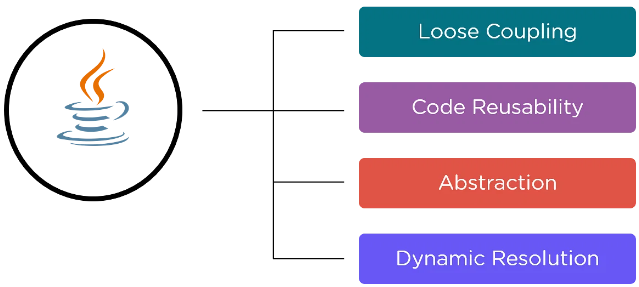 Loose Coupling
Code Reusability
Abstraction
Dynamic Resolution